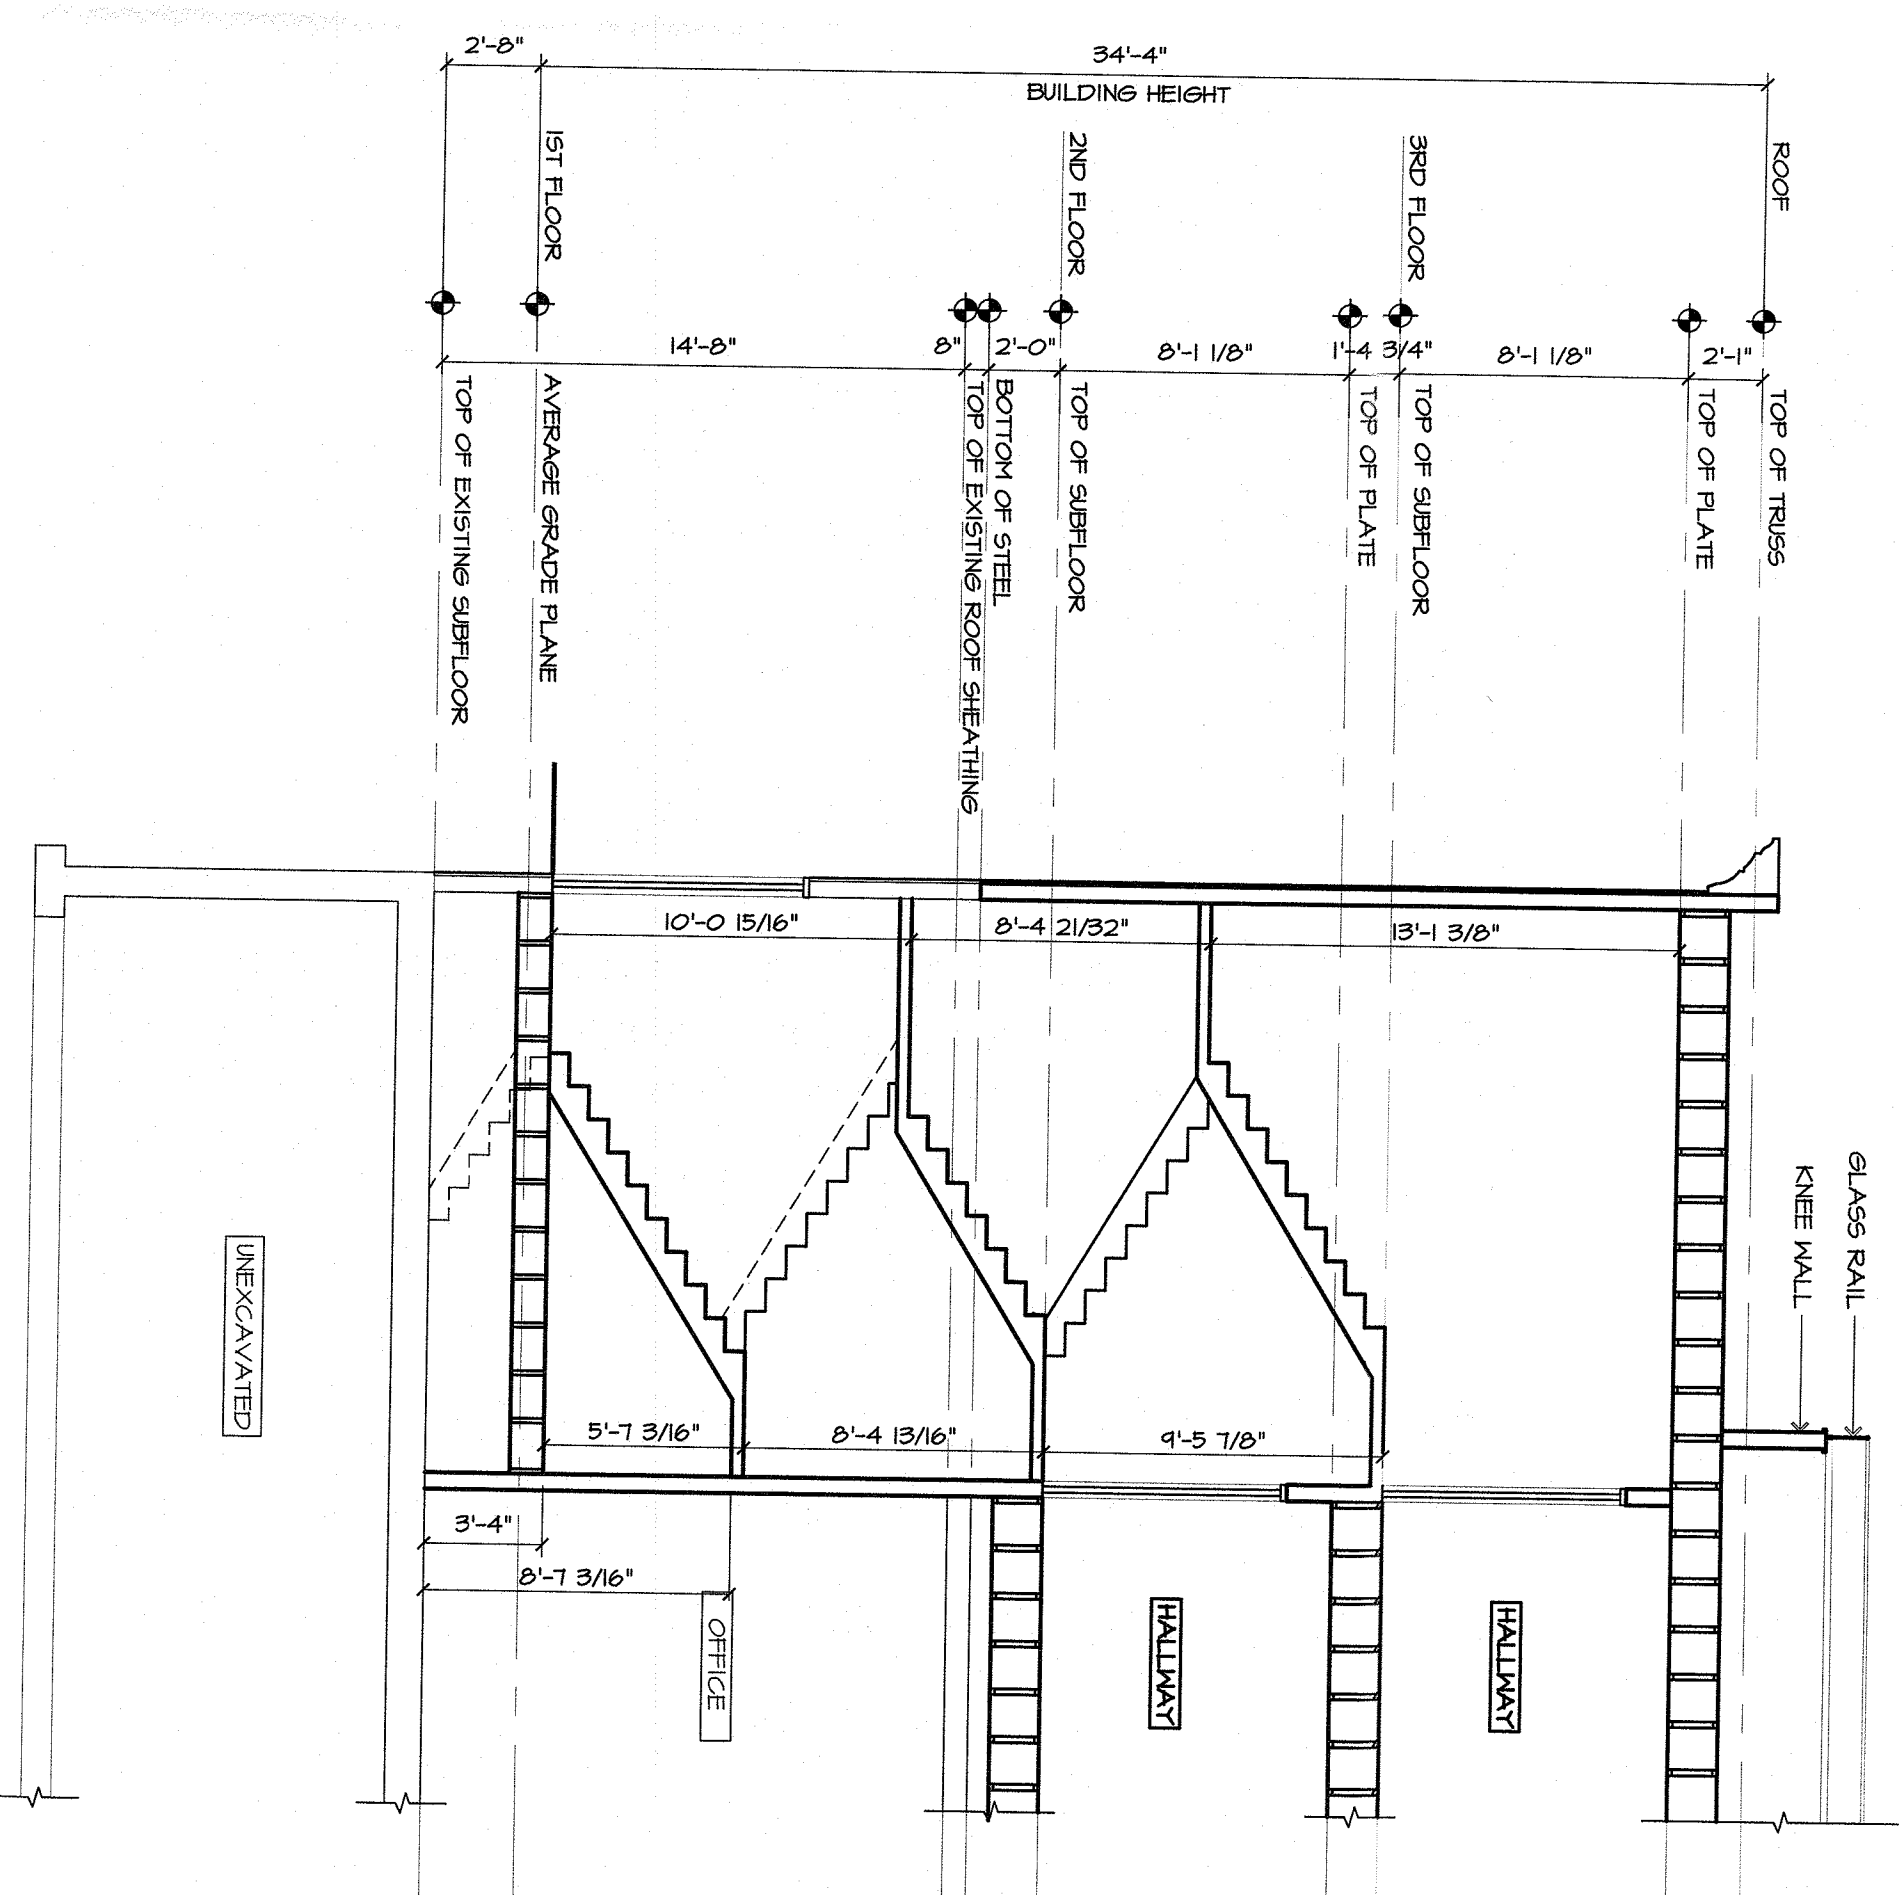 2'-8"
34'-4"
BUILDING HEIGHT
1ST FLOOR
2ND FLOOR
3RD FLOOR
ROOF
14'-8"
8"
2'-0"
8'-1 1/8"
1'-4 3/4"
8'-1 1/8"
2'-1"
TOP OF EXISTING SUBFLOOR
AVERAGE GRADE PLANE
TOP OF EXISTING ROOF SHEATHING
BOTTOM OF STEEL
TOP OF SUBFLOOR
TOP OF PLATE
TOP OF SUBFLOOR
TOP OF PLATE
TOP OF TRUSS
10'-0 15/16"
8'-4 21/32"
13'-1 3/8"
KNEE WALL
GLASS RAIL
UNEXCAVATED
5'-7 3/16"
8'-4 13/16"
9'-5 7/8"
3'-4"
8'-7 3/16"
OFFICE
HALLWAY
HALLWAY